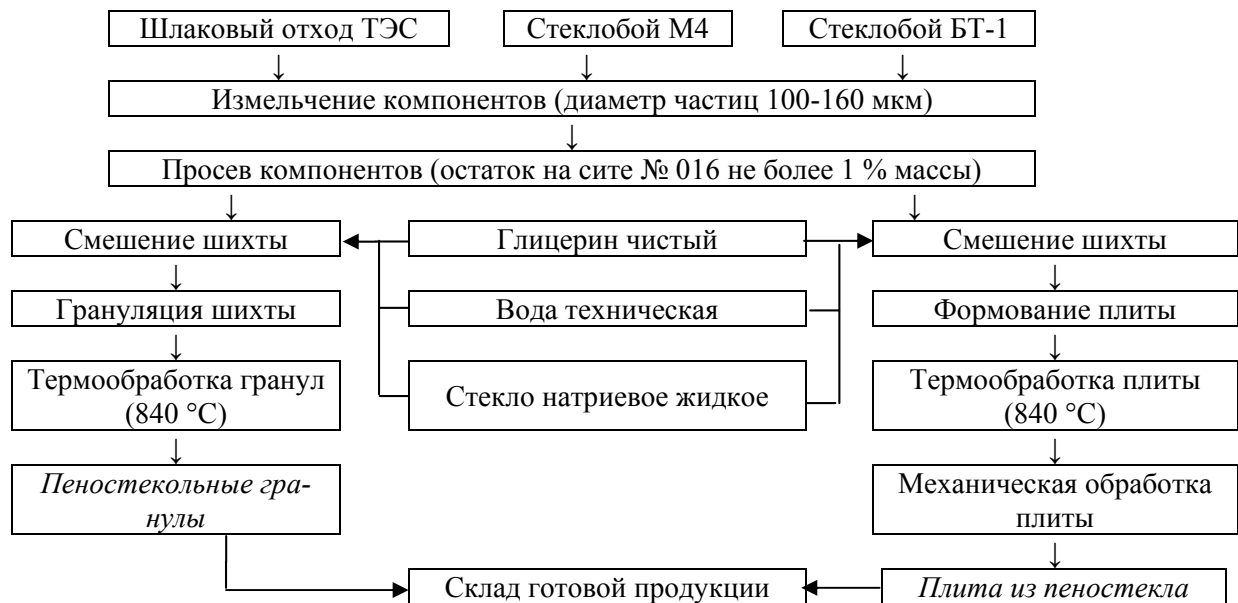 Шлаковый отход ТЭС
Стеклобой М4
Стеклобой БТ-1
Измельчение компонентов (диаметр частиц 100-160 мкм)
Просев компонентов (остаток на сите № 016 не более 1 % массы)
Смешение шихты
Глицерин чистый
Смешение шихты
Грануляция шихты
Вода техническая
Формование плиты
Термообработка гранул
(840 °С)
Стекло натриевое жидкое
Термообработка плиты
(840 °С)
Пеностекольные гра-
нулы
Механическая обработка
плиты
Склад готовой продукции
Плита из пеностекла